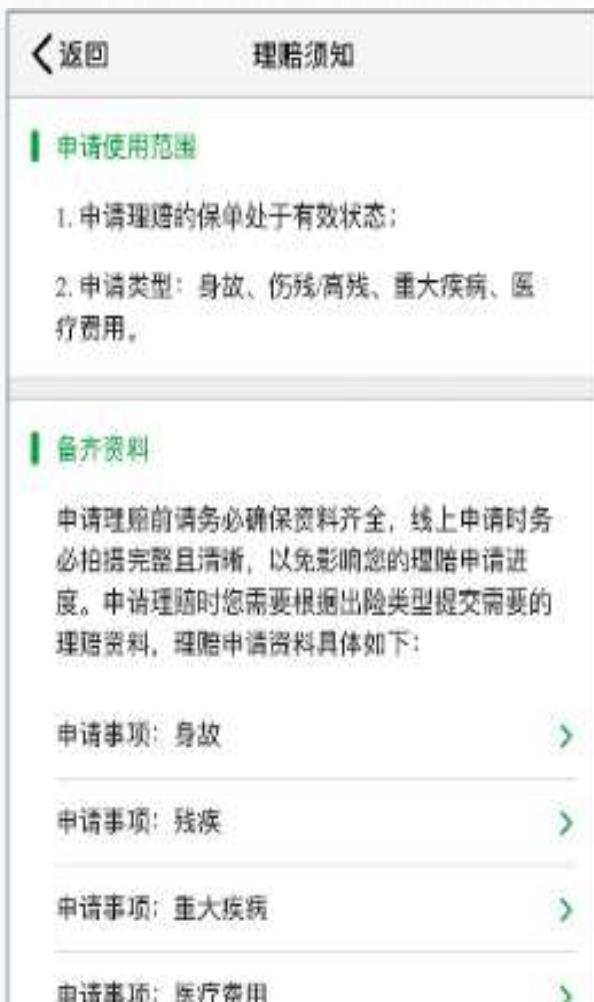 返回
理赔须知
申请使用范围
1. 申请理赔的保单处于有效状态；
2. 申请类型：身故、伤残/高残、重大疾病、医
疗费用。
备齐资料
申请理赔前请务必确保资料齐全，线上申请时务
必拍摄完整且清晰，以免影响您的理赔申请进
度。申请理赔时您需要根据出险类型提交需要的
理赔资料，理赔申请资料具体如下：
申请事项：身故
申请事项：残疾
申请事项：重大疾病
申请事项：医疗费用